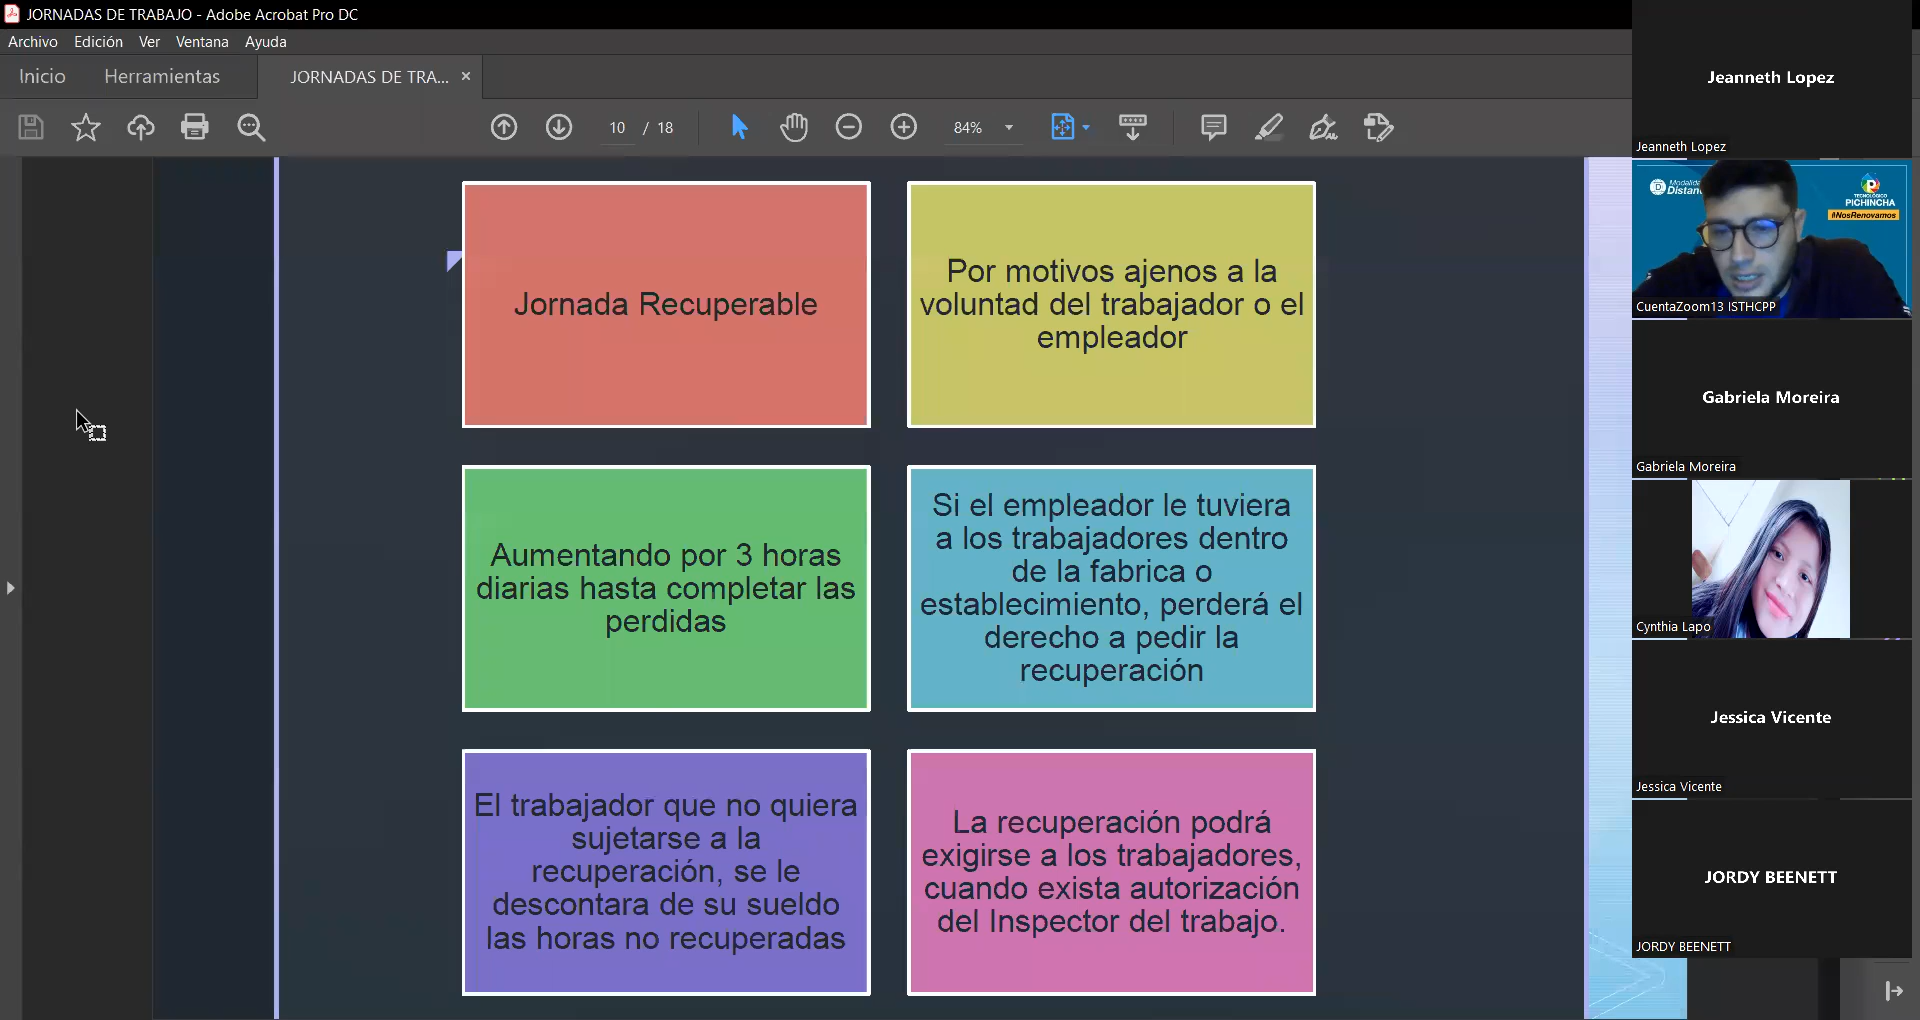 JORNADAS DE TRABAJO - Adobe Acrobat Pro DC
Archivo Edición Ver Ventana Ayuda
Inicio Herramientas JORNADAS DE TRA... ×
10 / 18 84%
Jornada Recuperable
Por motivos ajenos a la
voluntad del trabajador o el
empleador
Aumentando por 3 horas
diarias hasta completar las
perdidas
Si el empleador le tuviera
a los trabajadores dentro
de la fabrica o
establecimiento, perderá el
derecho a pedir la
recuperación
El trabajador que no quiera
sujetarse a la
recuperación, se le
descontara de su sueldo
las horas no recuperadas
La recuperación podrá
exigirse a los trabajadores,
cuando exista autorización
del Inspector del trabajo.
Jeanneth Lopez
Jeanneth Lopez
TECNOLÓGICO
PICHINCHA
#NosRenovamos
CuentaZoom13 ISTHCPP
Gabriela Moreira
Gabriela Moreira
Cynthia Lapo
Jessica Vicente
Jessica Vicente
JORDY BEENETT
JORDY BEENETT